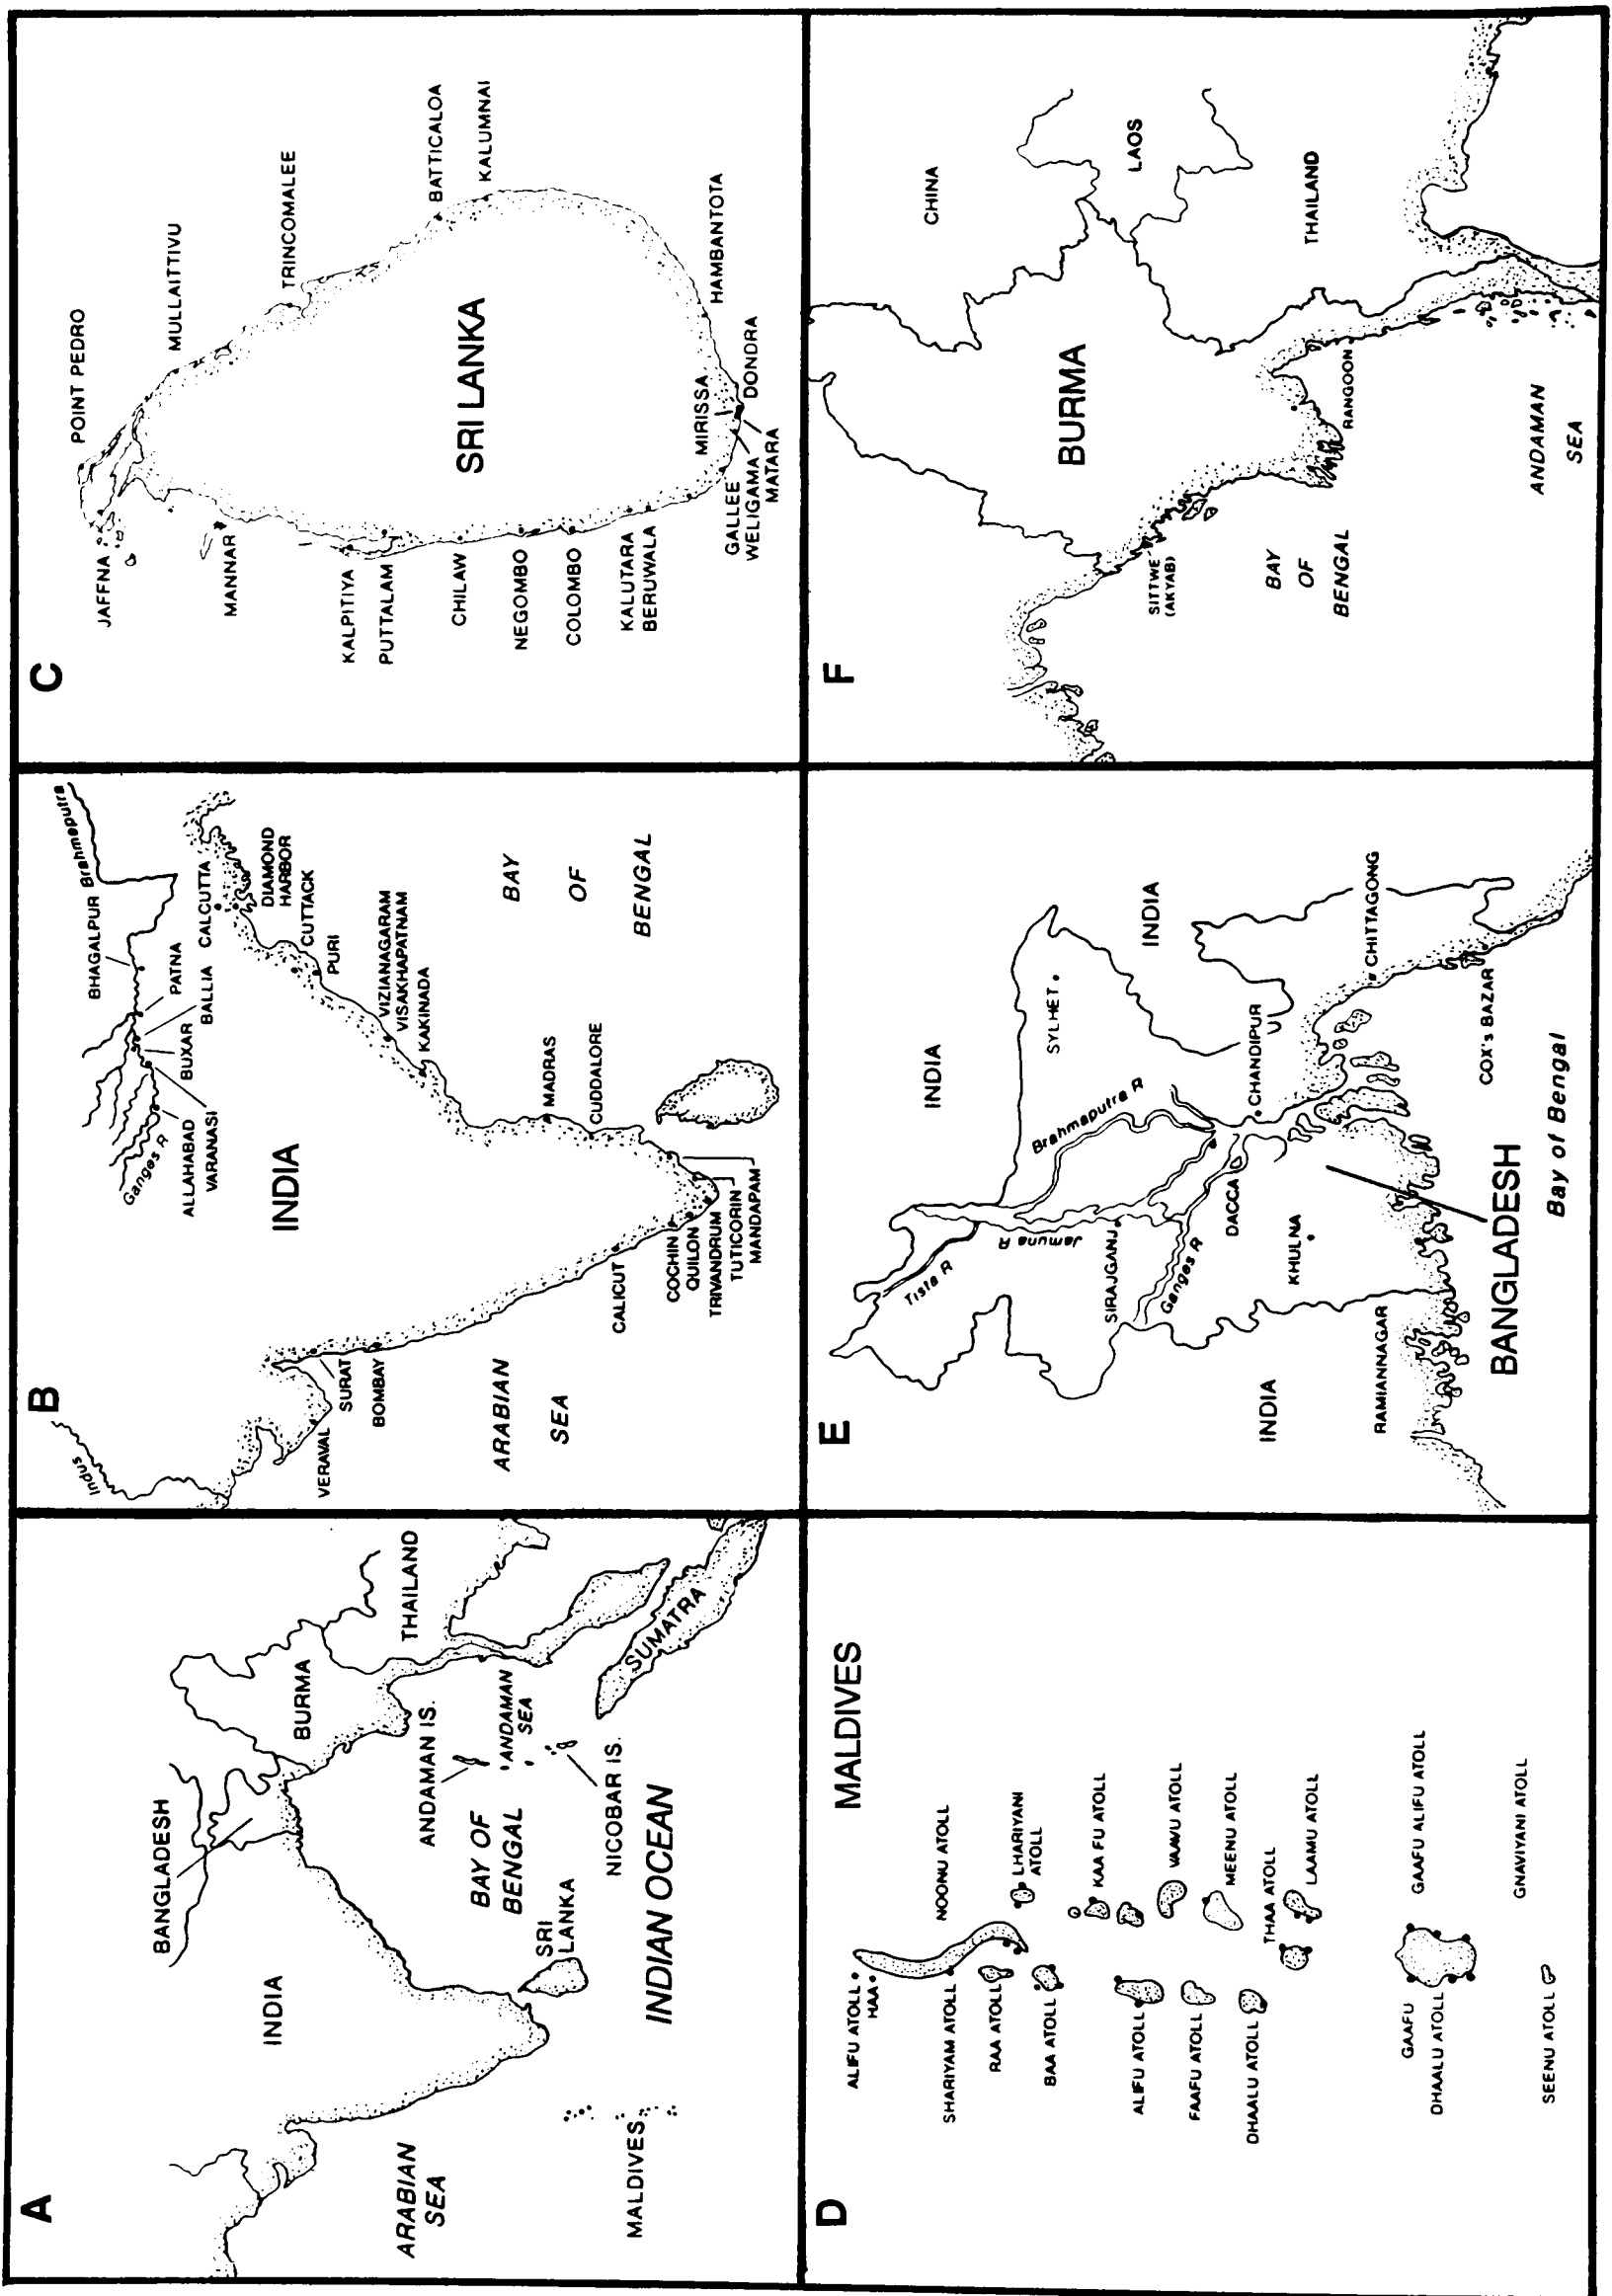 A
BANGLADESH
INDIA
BURMA
THAILAND
ARABIAN
SEA
ANDAMAN IS.
BAY OF
BENGAL
ANDAMAN
SEA
SRI
LANKA
NICOBAR IS.
SUMATRA
MALDIVES
INDIAN OCEAN
B
Indus
BHAGALPUR
Brahmaputra
PATNA
BALLIA
CALCUTTA
BUXAR
Ganges R
ALLAHABAD
VARANASI
DIAMOND
HARBOR
CUTTACK
PURI
INDIA
VERAVAL
SURAT
BOMBAY
VIZIANAGARAM
VISAKHAPATNAM
KAKINADA
ARABIAN
SEA
BAY
OF
BENGAL
MADRAS
CUDDALORE
CALICUT
COCHIN
QUILON
TRIVANDRUM
TUTICORIN
MANDAPAM
C
POINT PEDRO
JAFFNA
MULLAITTIVU
MANNAR
TRINCOMALEE
KALPITIYA
PUTTALAM
BATTICALOA
CHILAW
SRI LANKA
KALUMNAI
NEGOMBO
COLOMBO
KALUTARA
BERUWALA
HAMBANTOTA
MIRISSA
GALLEE
WELIGAMA
MATARA
DONDRA
D
MALDIVES
ALIFU ATOLL
HAA
NOONU ATOLL
SHARIYAM ATOLL
RAA ATOLL
LHARIYANI
ATOLL
BAA ATOLL
KAA FU ATOLL
ALIFU ATOLL
VAAVU ATOLL
FAAFU ATOLL
MEENU ATOLL
DHAALU ATOLL
THAA ATOLL
LAAMU ATOLL
GAAFU
DHAALU ATOLL
GAAFU ALIFU ATOLL
GNAVIYANI ATOLL
SEENU ATOLL
E
INDIA
Tista R
Jamuna R
Brahmaputra R
SYLHET
INDIA
SIRAJGANJ
Ganges R
DACCA
CHANDIPUR
INDIA
KHULNA
CHITTAGONG
RAMIANNAGAR
COX's BAZAR
BANGLADESH
Bay of Bengal
F
CHINA
BURMA
LAOS
SITTWE
(AKYAB)
THAILAND
BAY
OF
BENGAL
RANGOON
ANDAMAN
SEA